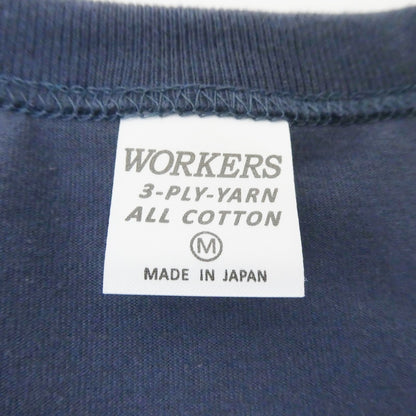 WORKERS
3-PLY-YARN
ALL COTTON
M
MADE IN JAPAN